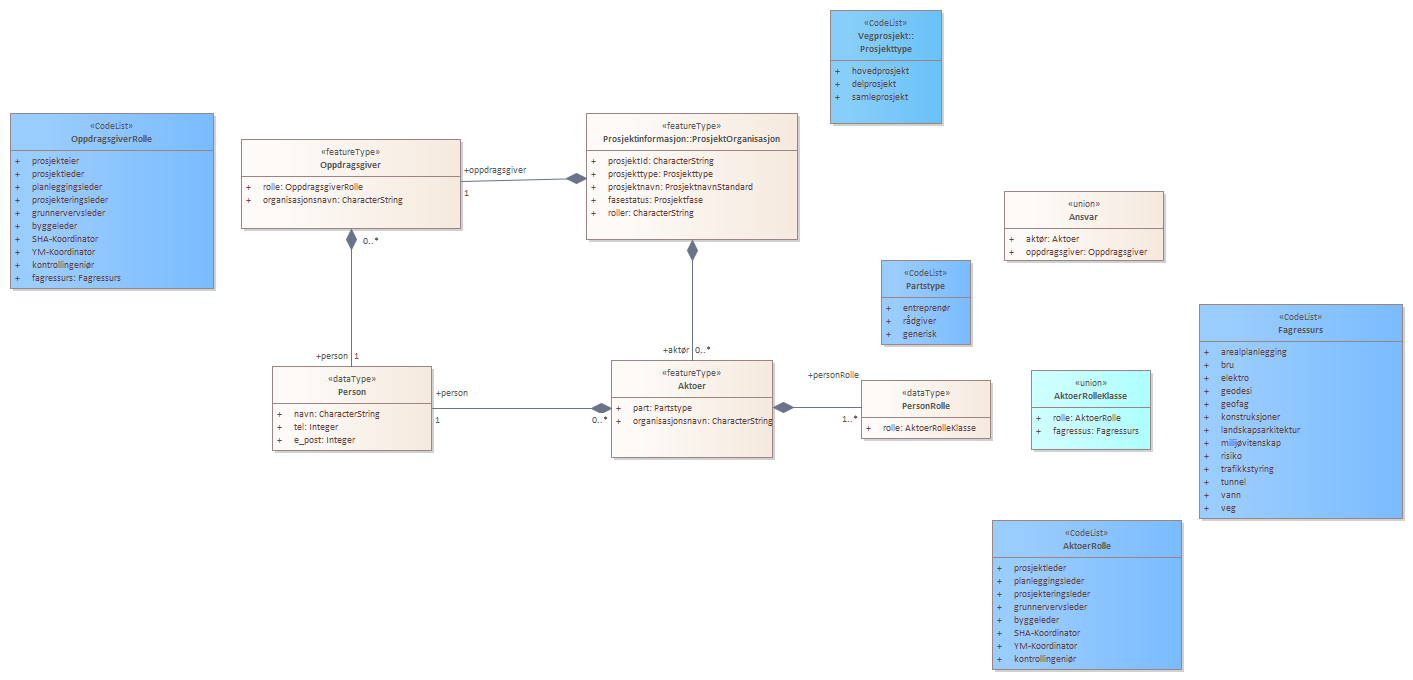 «CodeList»
Vegprosjekt::
Prosjekttype
+ hovedprosjekt
+ delprosjekt
+ samleprosjekt
«CodeList»
OppdragsgiverRolle
+ prosjekteier
+ prosjektleder
+ planleggingsleder
+ prosjekteringsleder
+ grunnervervsleder
+ byggeleder
+ SHA-Koordinator
+ YM-Koordinator
+ kontrollingeniør
+ fagressurs: Fagressurs
«featureType»
Oppdragsgiver
+ rolle: OppdragsgiverRolle
+ organisasjonsnavn: CharacterString
+oppdragsgiver
1
«featureType»
Prosjektinformasjon::ProsjektOrganisasjon
+ prosjektId: CharacterString
+ prosjekttype: Prosjekttype
+ prosjektnavn: ProsjektnavnStandard
+ fasestatus: Prosjektfase
+ roller: CharacterString
«union»
Ansvar
+ aktør: Aktoer
+ oppdragsgiver: Oppdragsgiver
0..*
+person 1
+aktør 0..*
«CodeList»
Partstype
+ entreprenør
+ rådgiver
+ generisk
«CodeList»
Fagressurs
+ arealplanlegging
+ bru
+ elektro
+ geodesi
+ geofag
+ konstruksjoner
+ landskapsarkitektur
+ miljøvitenskap
+ risiko
+ trafikkstyring
+ tunnel
+ vann
+ veg
«dataType»
Person
+ navn: CharacterString
+ tel: Integer
+ e_post: Integer
+person
1
0..*
«featureType»
Aktoer
+ part: Partstype
+ organisasjonsnavn: CharacterString
+personRolle
1..*
«dataType»
PersonRolle
+ rolle: AktoerRolleKlasse
«union»
AktoerRolleKlasse
+ rolle: AktoerRolle
+ fagressus: Fagressurs
«CodeList»
AktoerRolle
+ prosjektleder
+ planleggingsleder
+ prosjekteringsleder
+ grunnervervsleder
+ byggeleder
+ SHA-Koordinator
+ YM-Koordinator
+ kontrollingeniør